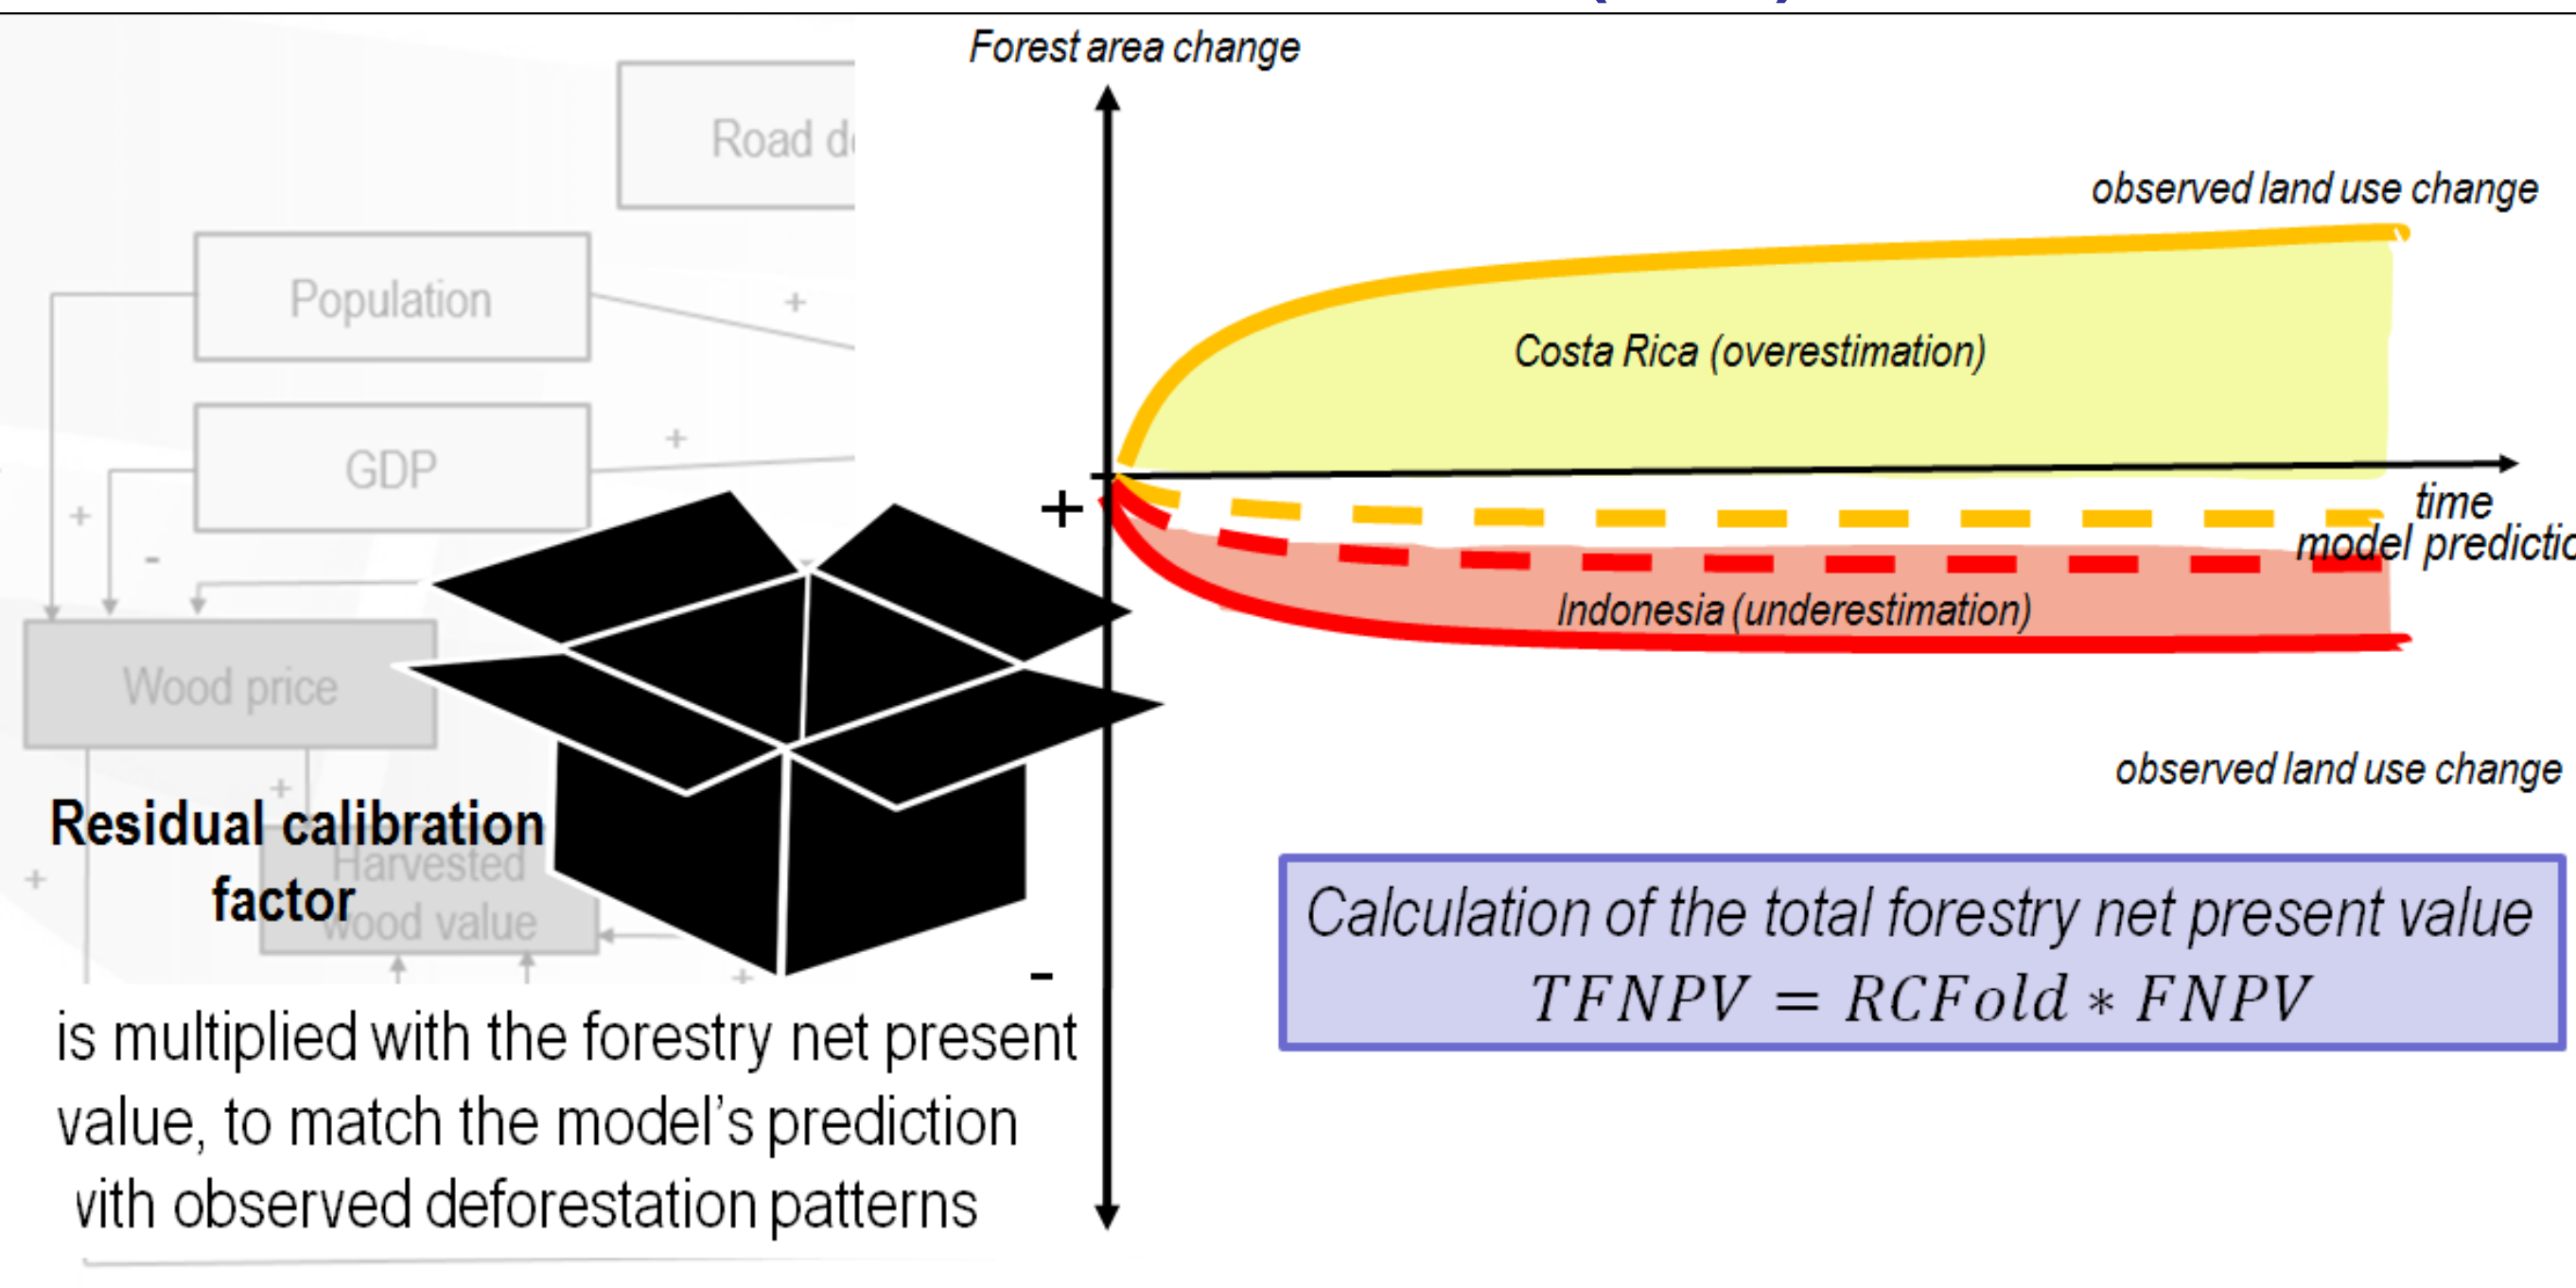 Forest area change
Road d
observed land use change
Population
+
Costa Rica (overestimation)
+
GDP
+
+
time
-
model predictio
Indonesia (underestimation)
Wood price
observed land use change
+
Residual calibration
Harvested
+
factor
wood value
+
-
Calculation of the total forestry net present value
TFNPV = RCFold * FNPV
is multiplied with the forestry net present
value, to match the model's prediction
with observed deforestation patterns